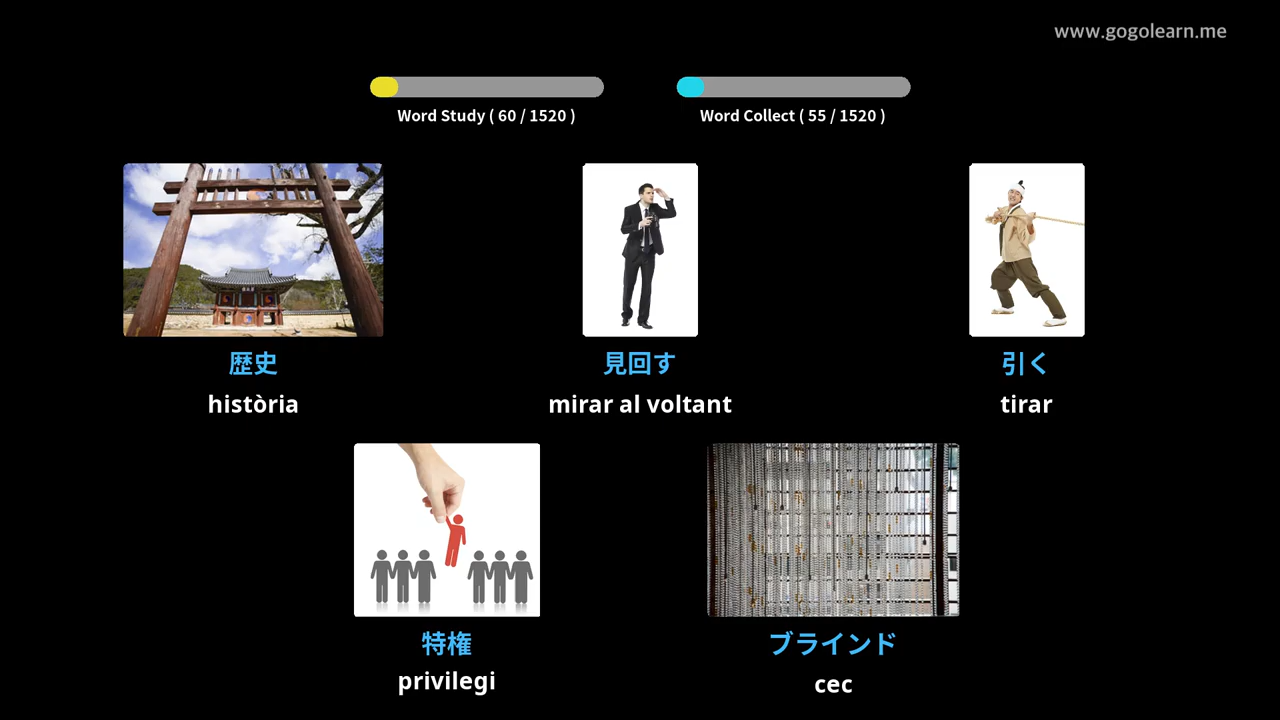 www.gogolearn.me
Word Study ( 60 / 1520 )
Word Collect ( 55 / 1520 )
歴史
història
見回す
mirar al voltant
引く
tirar
特権
privilegi
ブラインド
cec